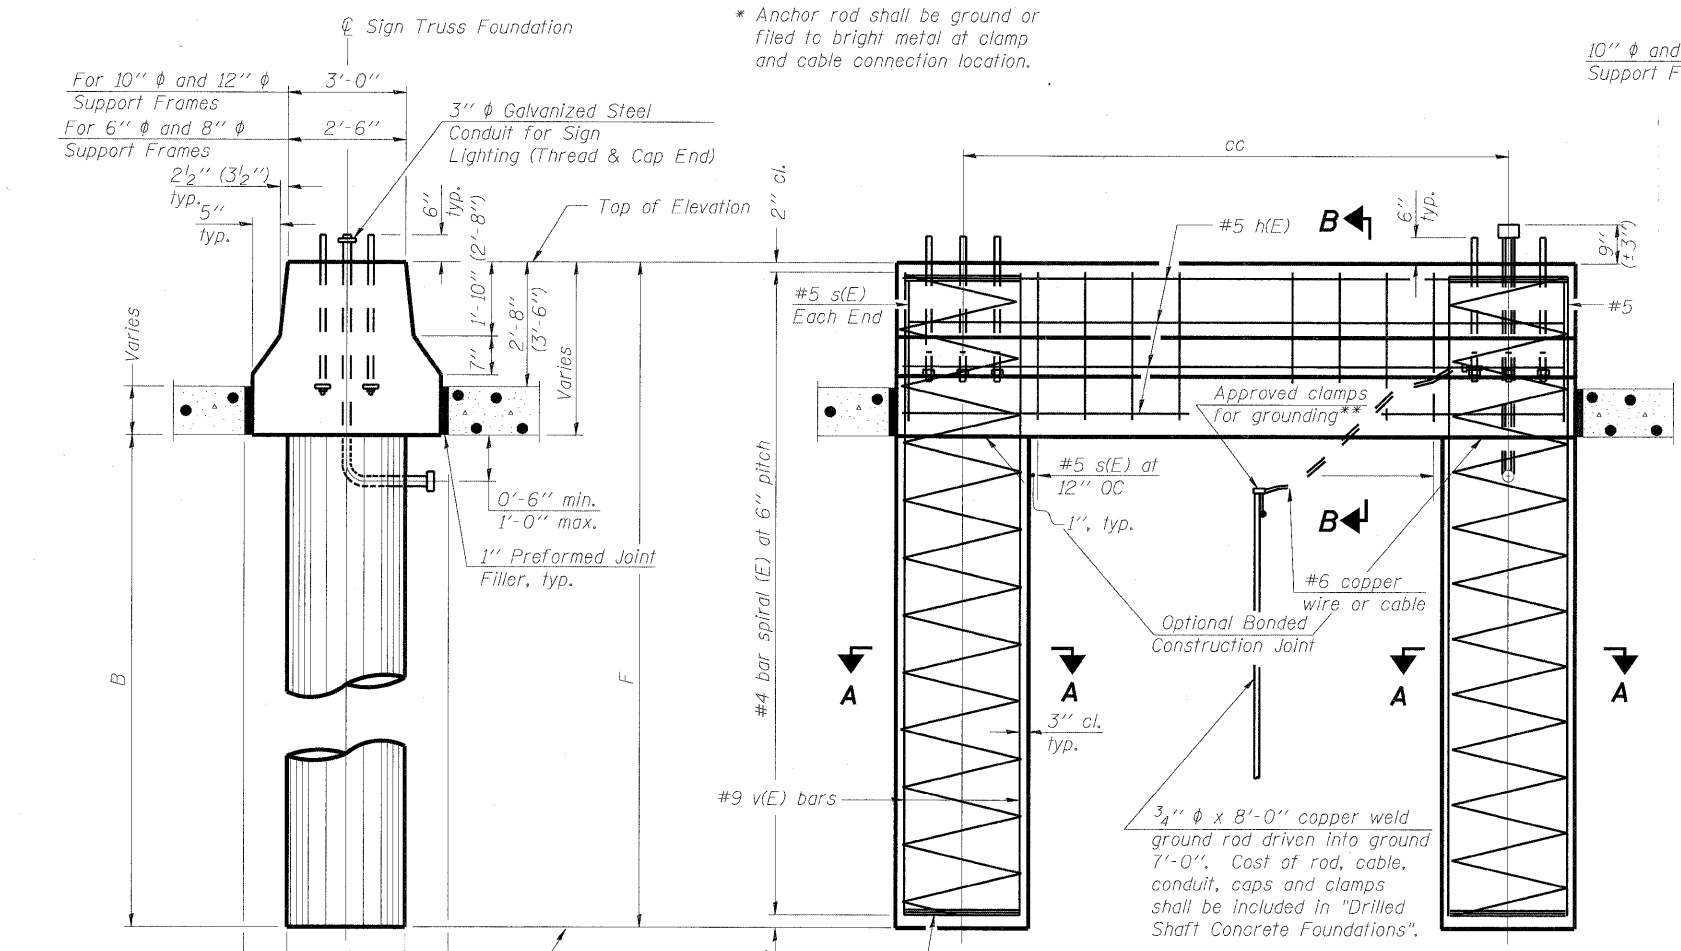 ℄ Sign Truss Foundation
* Anchor rod shall be ground or
filed to bright metal at clamp
and cable connection location.
10" ϕ and
Support F
For 10" ϕ and 12" ϕ
Support Frames
3'-0"
For 6" ϕ and 8" ϕ
Support Frames
2'-6"
3" ϕ Galvanized Steel
Conduit for Sign
Lighting (Thread & Cap End)
2½" (3½")
typ.
5"
typ.
6"
typ.
Top of Elevation
2" cl.
cc
#5 h(E)
B
6"
typ.
9"
(±3")
1'-10" (2'-8")
7"
2'-8"
(3'-6")
Varies
Varies
#5 s(E)
Each End
#5
Approved clamps
for grounding**
#5 s(E) at
12" OC
1", typ.
B
0'-6" min.
1'-0" max.
1" Preformed Joint
Filler, typ.
#4 bar spiral (E) at 6" pitch
#6 copper
wire or cable
Optional Bonded
Construction Joint
B
F
A
A
A
A
3" cl.
typ.
#9 v(E) bars
¾" ϕ x 8'-0" copper weld
ground rod driven into ground
7'-0". Cost of rod, cable,
conduit, caps and clamps
shall be included in "Drilled
Shaft Concrete Foundations".